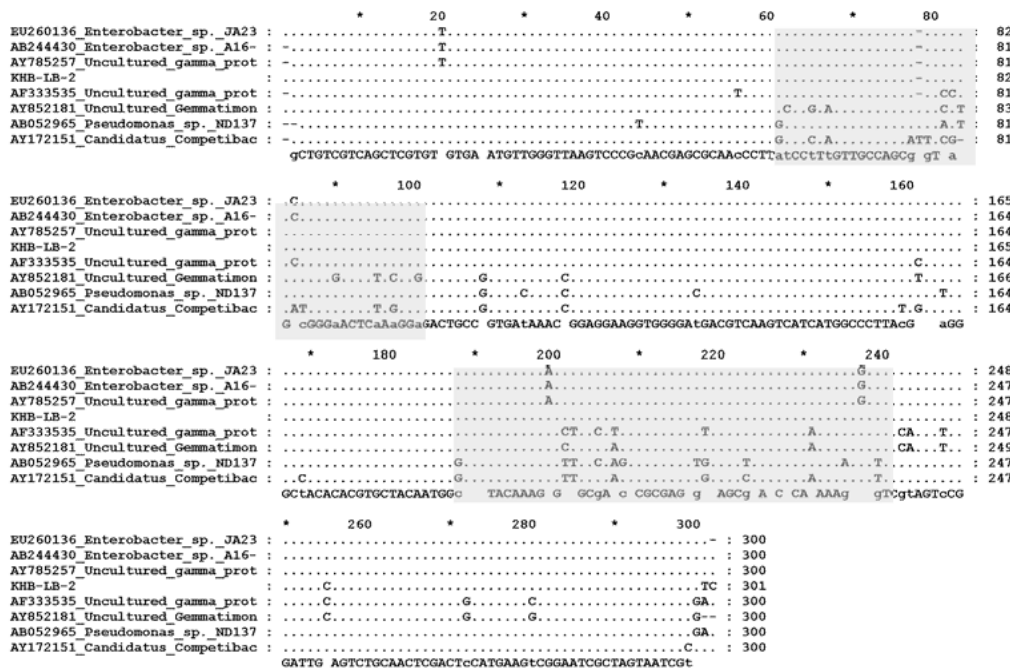 * 20 * 40 * 60 * 80
EU260136_Enterobacter_sp._JA23 : ...................T.........................................................-..... : 82
AB244430_Enterobacter_sp._A16- : -..................T.........................................................-..... : 81
AY785257_Uncultured_gamma_prot : -..................T.........................................................-..... : 81
KHB-LB-2 : .............................................................................-..... : 82
AF333535_Uncultured_gamma_prot : -......................................................T.....................-..CC. : 81
AY852181_Uncultured_Gemmatimon : .............................................................C..G.A.............C.T : 83
AB052965_Pseudomonas_sp._ND137 : --.........................................T................G...................A.T : 81
AY172151_Candidatus_Competibac : --..........................................................G...C.A.........ATT.CG- : 81
gCTGTCGTCAGCTCGTGT GTGA ATGTTGGGTTAAGTCCCGcAACGAGCGCAAcCCTTatCCtTtGTTGCCAGCg gT a
* 100 * 120 * 140 * 160
EU260136_Enterobacter_sp._JA23 : .C................................................................................. : 165
AB244430_Enterobacter_sp._A16- : .C................................................................................. : 164
AY785257_Uncultured_gamma_prot : ................................................................................... : 164
KHB-LB-2 : ................................................................................... : 165
AF333535_Uncultured_gamma_prot : .C...........................................................................C..... : 164
AY852181_Uncultured_Gemmatimon : ......G....T.C..G.......G.........C..........................................T..... : 166
AB052965_Pseudomonas_sp._ND137 : ........................G....C....C...............C.............................T.. : 164
AY172151_Candidatus_Competibac : .AT........T.G....................C........................................T.G..... : 164
G cGGGaACTCaAaGGaGACTGCC GTGAtAAAC GGAGGAAGGTGGGGAtGACGTCAAGTCATCATGGCCCTTAcG aGG
* 180 * 200 * 220 * 240
EU260136_Enterobacter_sp._JA23 : ................................A.....................................G............ : 248
AB244430_Enterobacter_sp._A16- : ................................A.....................................G............ : 247
AY785257_Uncultured_gamma_prot : ................................A.....................................G............ : 247
KHB-LB-2 : ................................................................................... : 248
AF333535_Uncultured_gamma_prot : ..................................CT..C.T..........T............A..........CA...T.. : 247
AY852181_Uncultured_Gemmatimon : ..................................C.....A.......................A..........CA...T.. : 249
AB052965_Pseudomonas_sp._ND137 : .....................G............TT..C.AG........TG....T...........A...T.......... : 247
AY172151_Candidatus_Competibac : ..C..................G............TT....A..........G....C.......A.......T.......... : 247
GCtACACACGTGCTACAATGGc TACAAAG G GCgA c CGCGAG g AGCg A C CA AAAg gTCgtAGTcCG
* 260 * 280 * 300
EU260136_Enterobacter_sp._JA23 : ....................................................- : 300
AB244430_Enterobacter_sp._A16- : ..................................................... : 300
AY785257_Uncultured_gamma_prot : ..................................................... : 300
KHB-LB-2 : .....C.............................................TC : 301
AF333535_Uncultured_gamma_prot : .....C................G.......C...................GA. : 300
AY852181_Uncultured_Gemmatimon : .....C................G.......C...................G-- : 300
AB052965_Pseudomonas_sp._ND137 : ..................................................GA. : 300
AY172151_Candidatus_Competibac : .................................................C... : 300
GATTG AGTCTGCAACTCGACTcCATGAAGtCGGAATCGCTAGTAATCGt